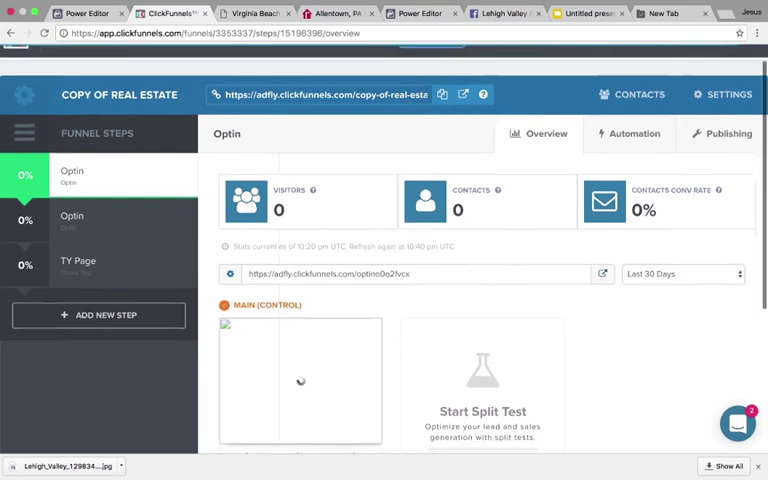 Power Editor
ClickFunnels™
Virginia Beach
Allentown, PA
Power Editor
Lehigh Valley
Untitled prese
New Tab
Jesus
https://app.clickfunnels.com/funnels/3353337/steps/15196396/overview
COPY OF REAL ESTATE
https://adfly.clickfunnels.com/copy-of-real-esta
CONTACTS
SETTINGS
FUNNEL STEPS
Optin
Overview
Automation
Publishing
0%
Optin
Optin
0%
Optin
Optin
0%
TY Page
Thank You
+ ADD NEW STEP
VISITORS
0
CONTACTS
0
CONTACTS CONV RATE
0%
Stats current as of 10:20 pm UTC. Refresh again at 10:40 pm UTC
https://adfly.clickfunnels.com/optino0o2fvcx
Last 30 Days
MAIN (CONTROL)
Start Split Test
Optimize your lead and sales
generation with split tests.
2
Lehigh_Valley_129834....jpg
Show All